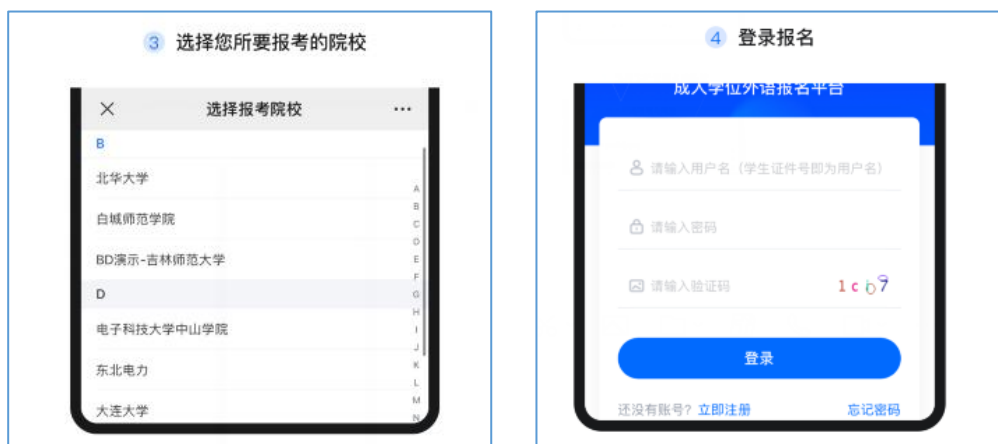 ③ 选择您所要报考的院校
选择报考院校
B
北华大学
白城师范学院
BD演示-吉林师范大学
D
电子科技大学中山学院
东北电力
大连大学
A
B
C
D
E
F
G
H
I
J
K
L
M
N
④ 登录报名
成人学位外语报名平台
请输入用户名（学生证件号即为用户名）
请输入密码
请输入验证码
1cb7
登录
还没有账号？立即注册 忘记密码